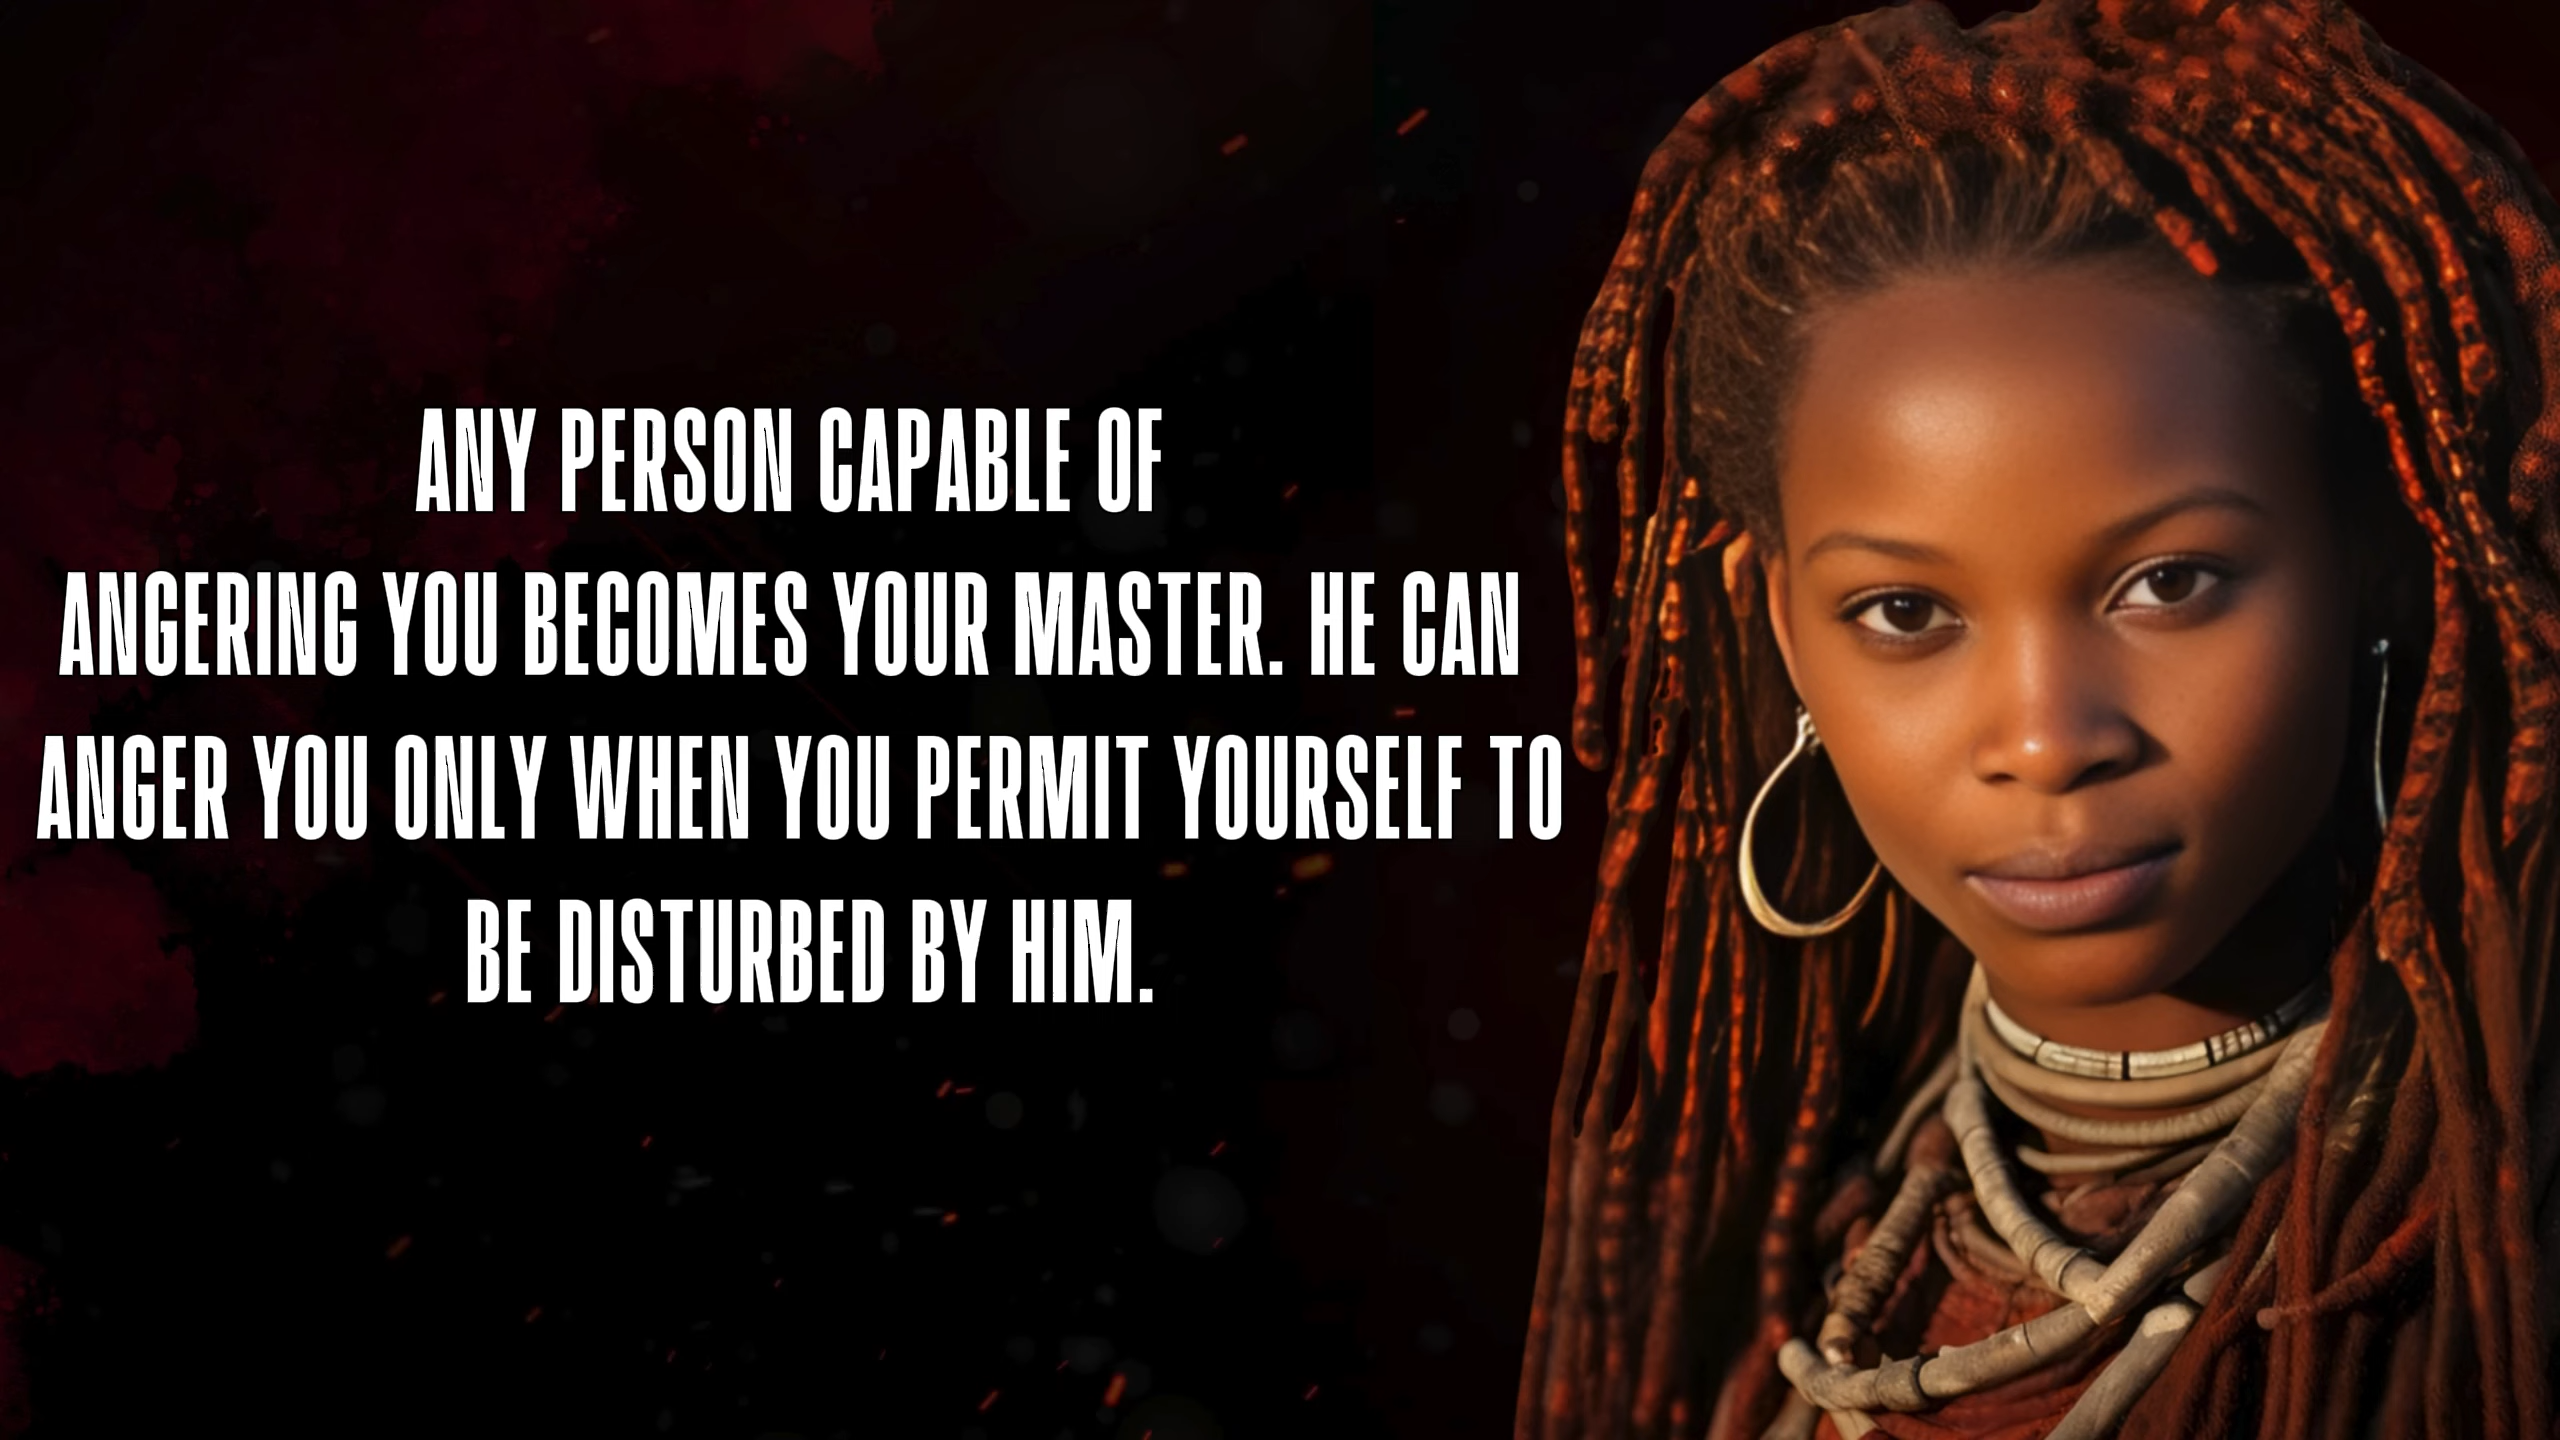 ANY PERSON CAPABLE OF
ANGERING YOU BECOMES YOUR MASTER. HE CAN
ANGER YOU ONLY WHEN YOU PERMIT YOURSELF TO
BE DISTURBED BY HIM.